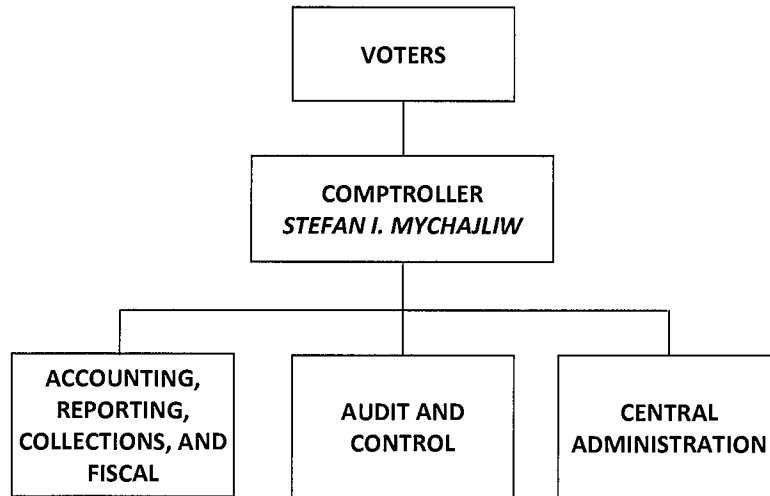 VOTERS
COMPTROLLER
STEFAN I. MYCHAJLIW
ACCOUNTING,
REPORTING,
COLLECTIONS, AND
FISCAL
AUDIT AND
CONTROL
CENTRAL
ADMINISTRATION